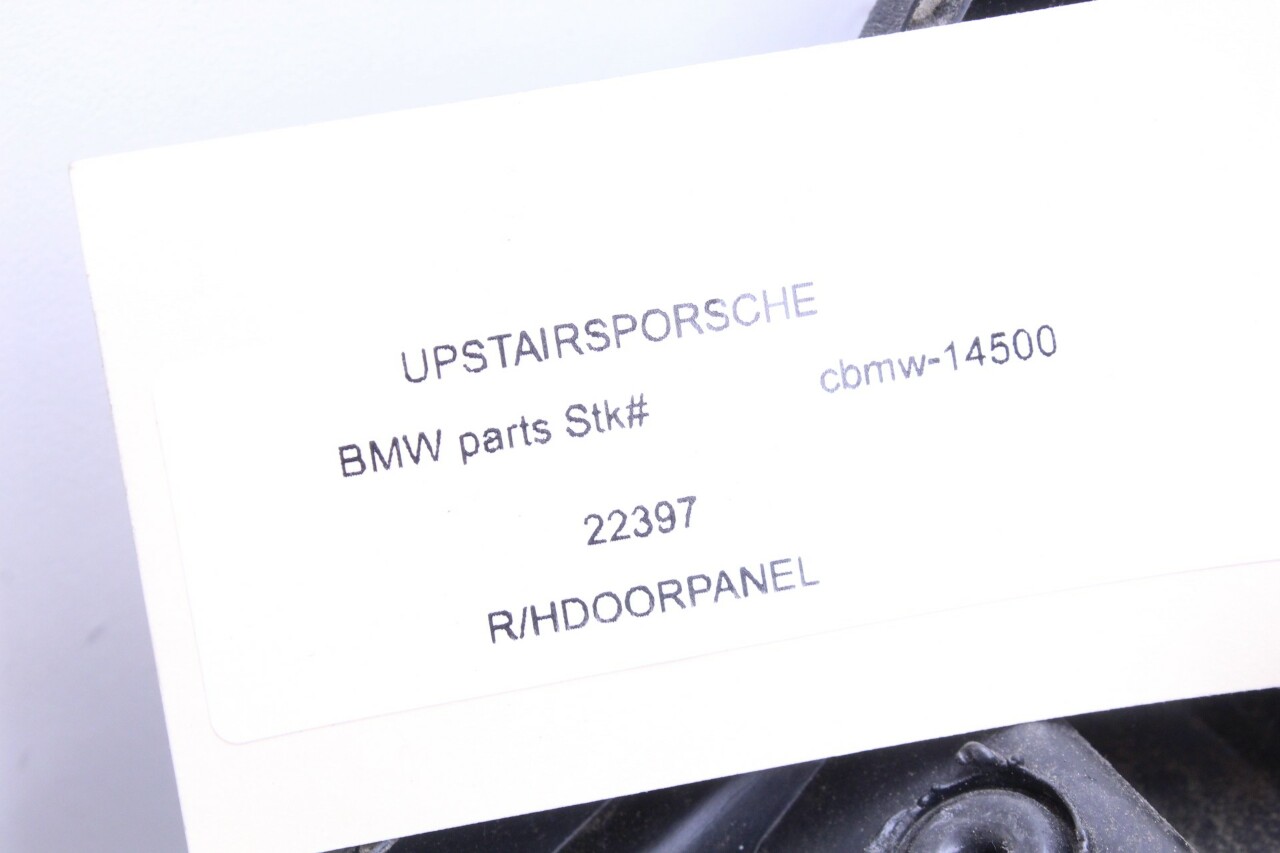 UPSTAIRSPORSCHE
BMW parts Stk# cbmw-14500
22397
R/HDOORPANEL